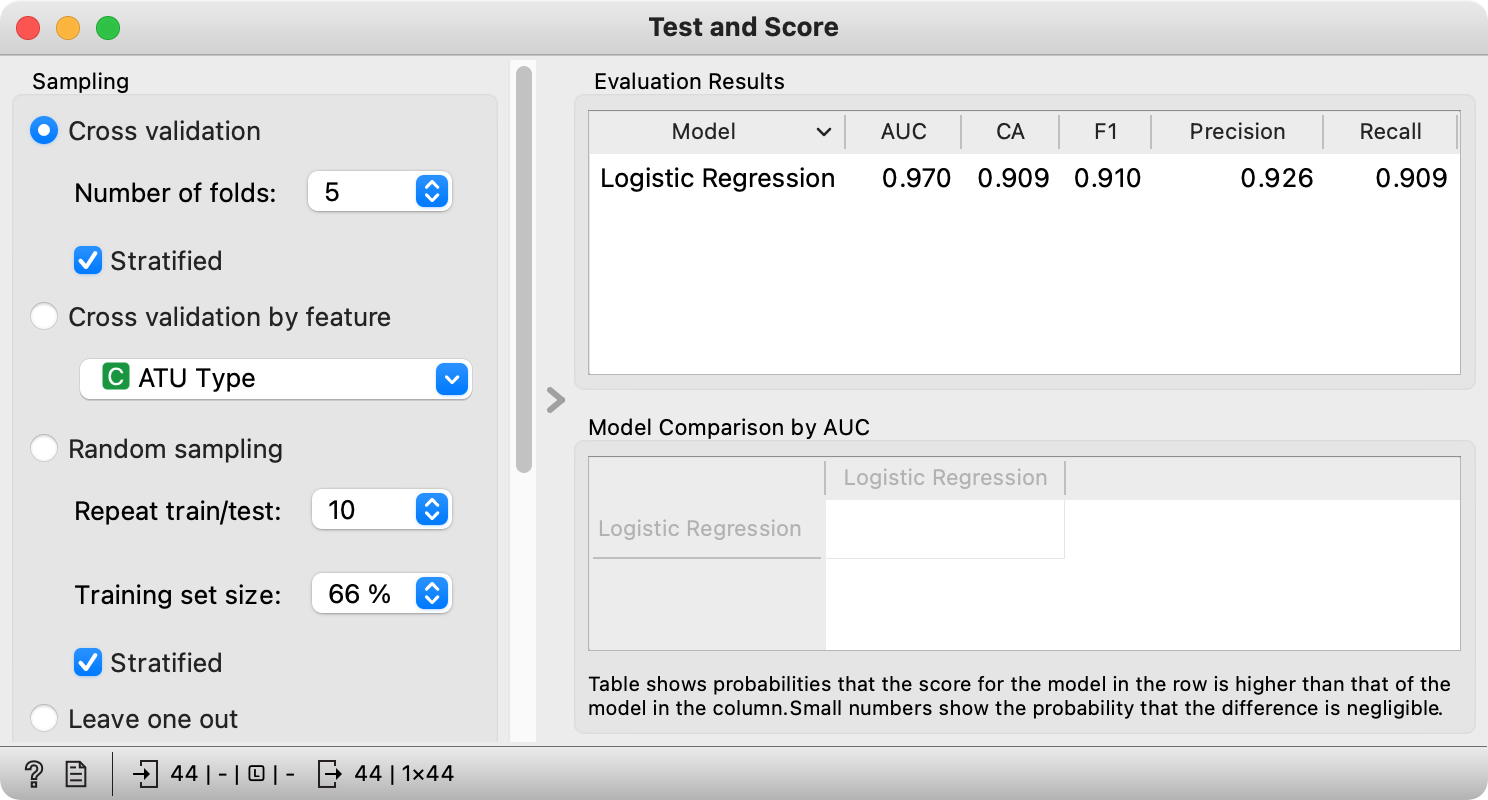 Test and Score
Sampling
Cross validation
Number of folds: 5
Stratified
Cross validation by feature
C ATU Type
Random sampling
Repeat train/test: 10
Training set size: 66 %
Stratified
Leave one out
Evaluation Results
Model AUC CA F1 Precision Recall
Logistic Regression 0.970 0.909 0.910 0.926 0.909
Model Comparison by AUC
Logistic Regression
Logistic Regression
Table shows probabilities that the score for the model in the row is higher than that of the
model in the column.Small numbers show the probability that the difference is negligible.
? 44 | - | L | - 44 | 1×44